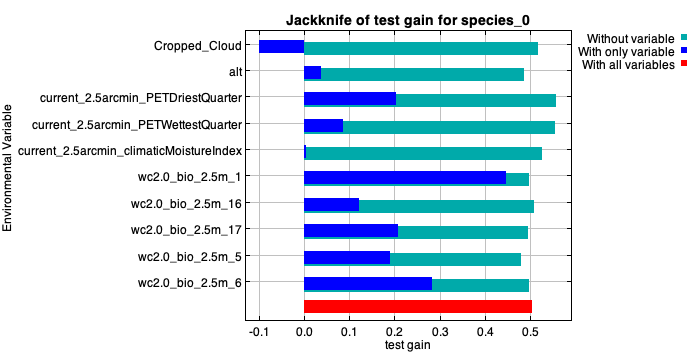 Jackknife of test gain for species_0
Without variable
With only variable
With all variables
Environmental Variable
Cropped_Cloud
alt
current_2.5arcmin_PETDriestQuarter
current_2.5arcmin_PETWettestQuarter
current_2.5arcmin_climaticMoistureIndex
wc2.0_bio_2.5m_1
wc2.0_bio_2.5m_16
wc2.0_bio_2.5m_17
wc2.0_bio_2.5m_5
wc2.0_bio_2.5m_6
-0.1 0.0 0.1 0.2 0.3 0.4 0.5
test gain